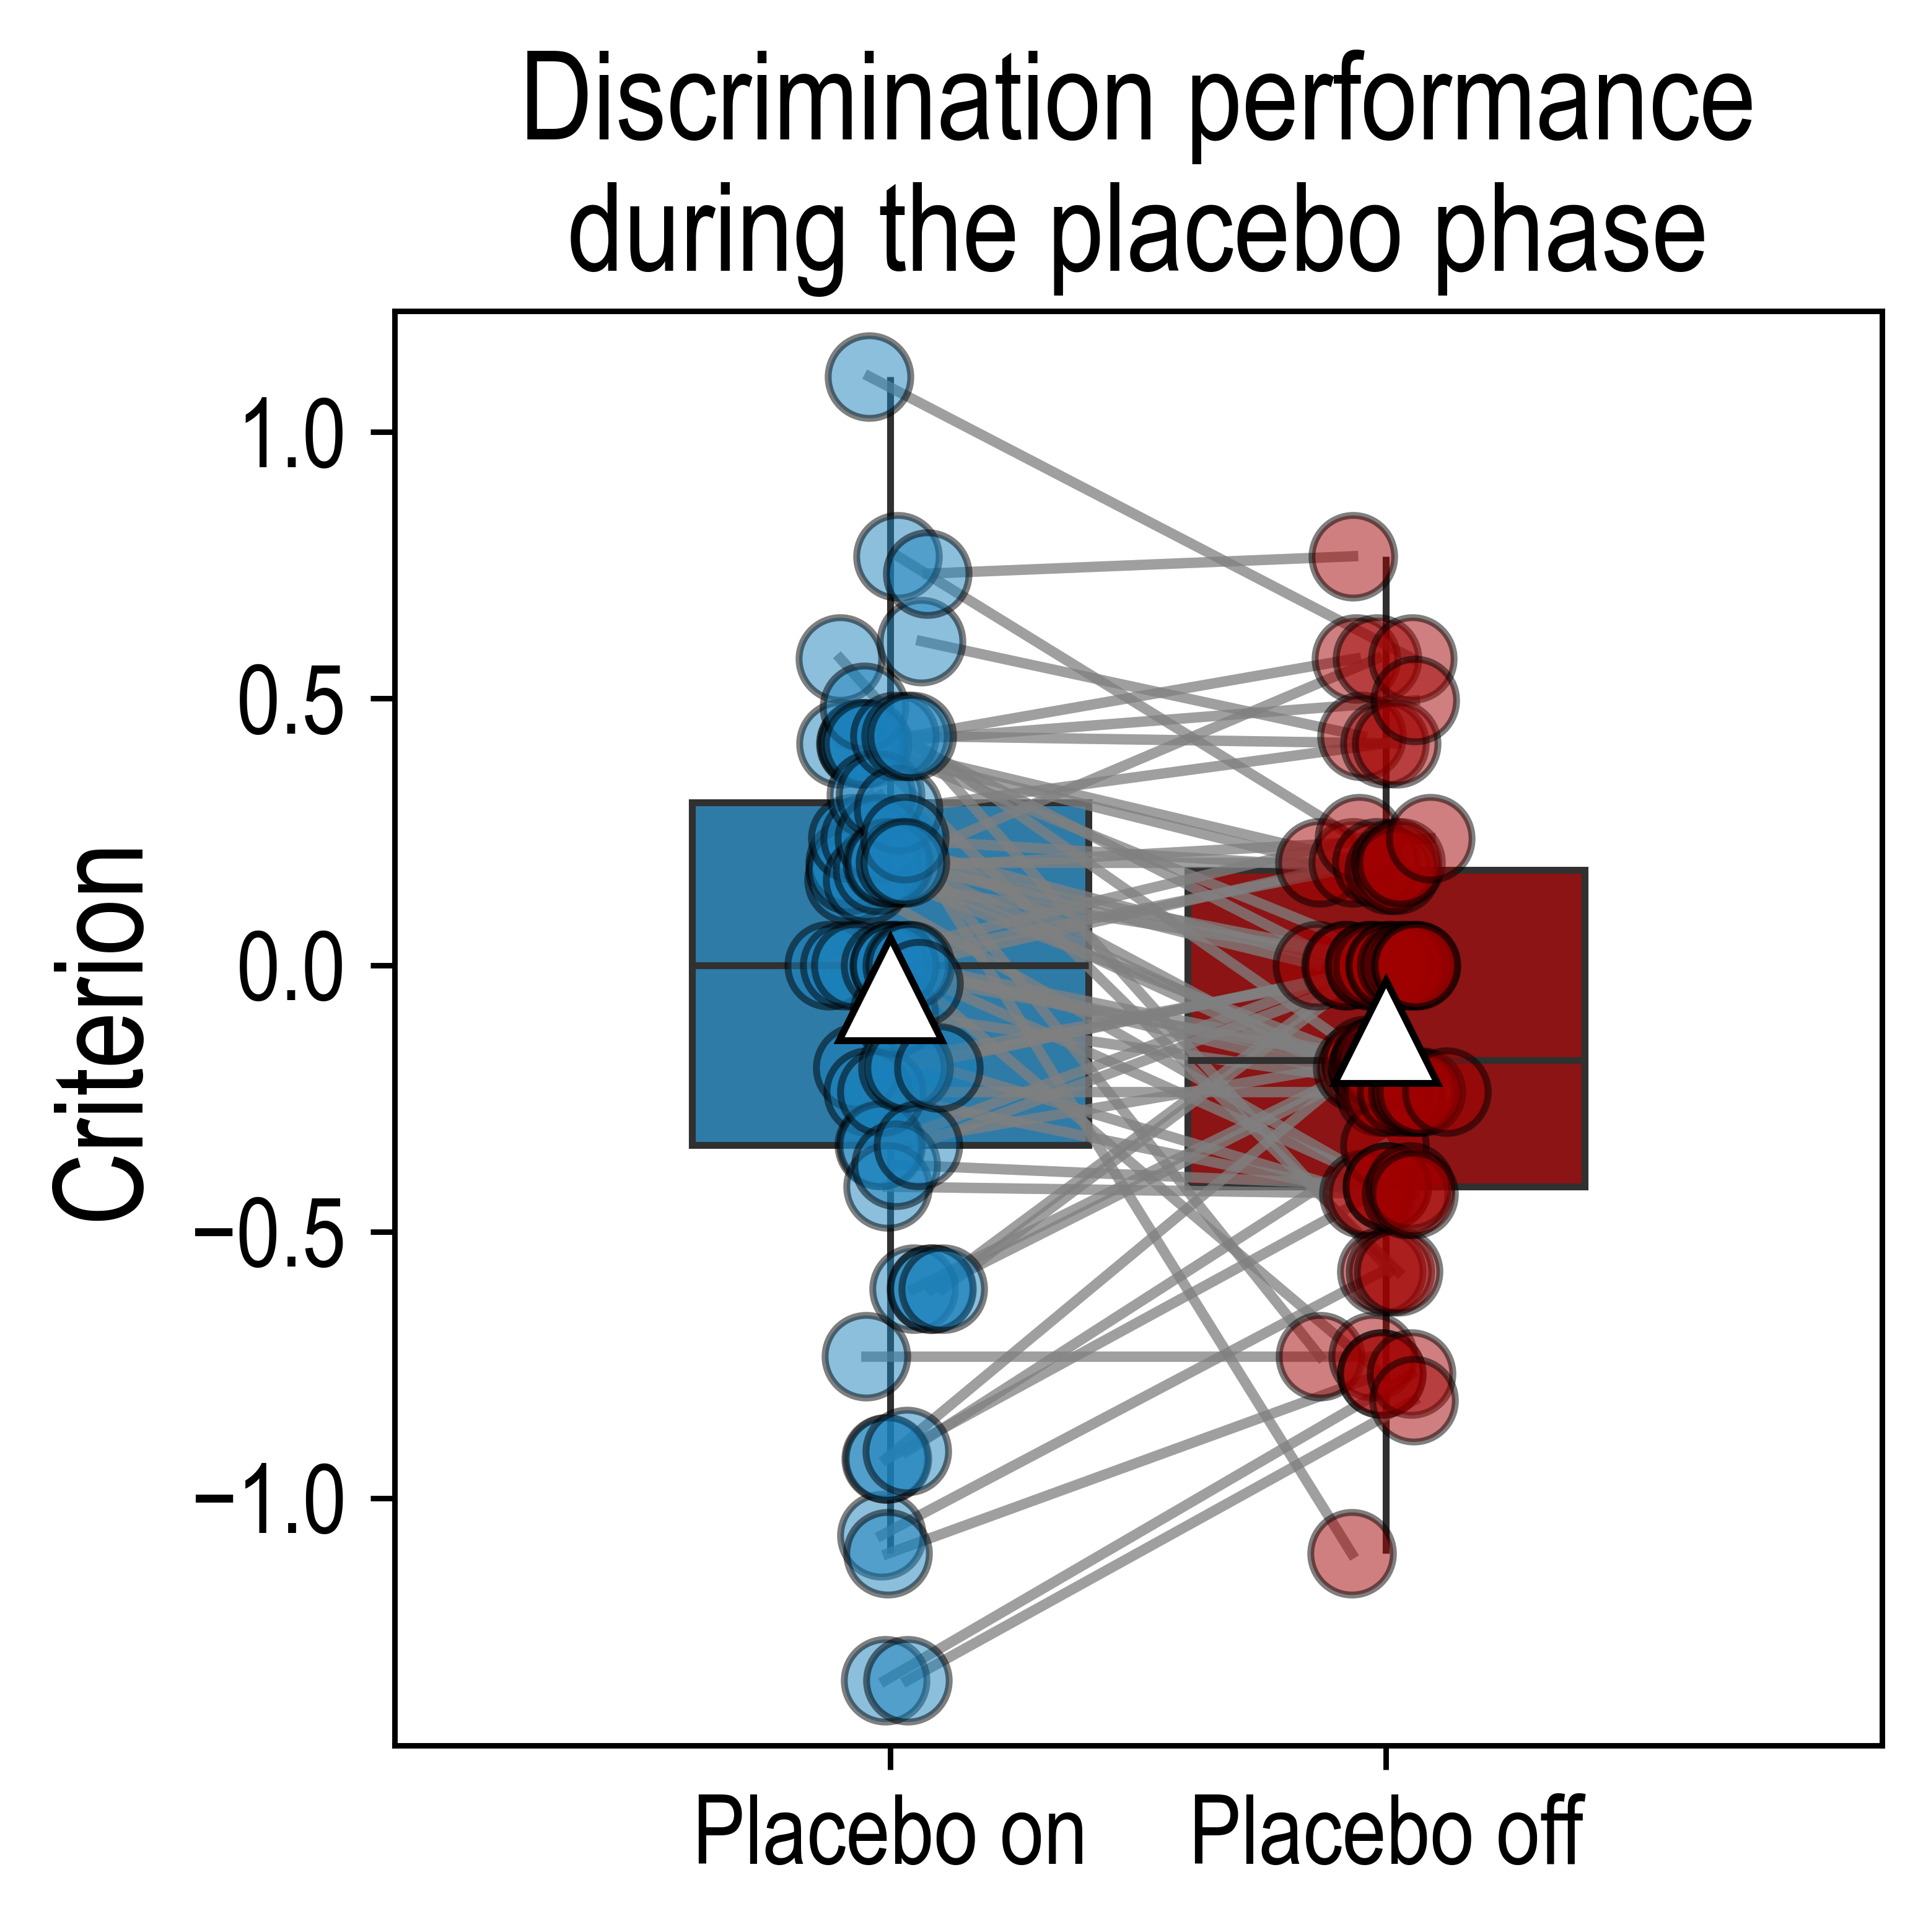 Discrimination performance
during the placebo phase
Criterion
1.0
0.5
0.0
−0.5
−1.0
Placebo on
Placebo off